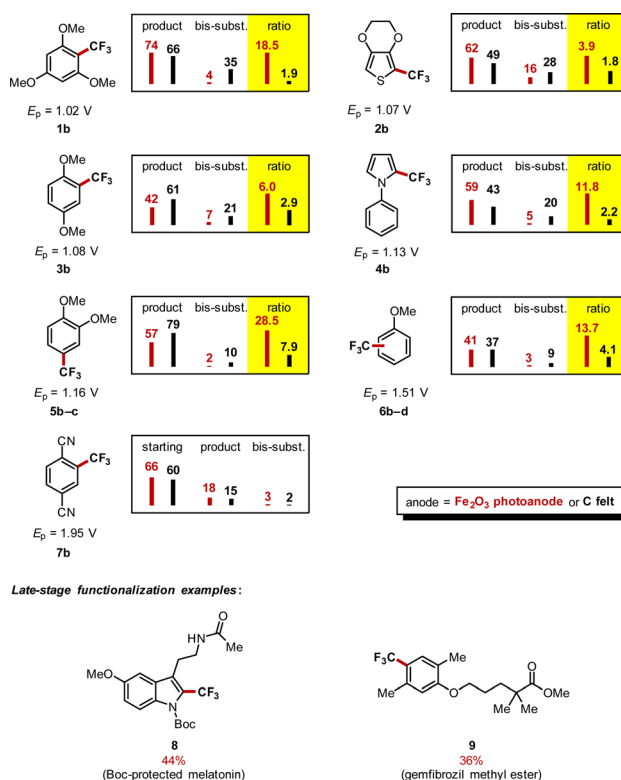 OMe
CF3
MeO
OMe
Ep = 1.02 V
1b
product bis-subst. ratio
74 66 4 35 18.5 1.9
O
O
S
CF3
Ep = 1.07 V
2b
product bis-subst. ratio
62 49 16 28 3.9 1.8
OMe
CF3
OMe
Ep = 1.08 V
3b
product bis-subst. ratio
42 61 7 21 6.0 2.9
N
CF3
Ep = 1.13 V
4b
product bis-subst. ratio
59 43 5 20 11.8 2.2
OMe
OMe
CF3
Ep = 1.16 V
5b–c
product bis-subst. ratio
57 79 2 10 28.5 7.9
OMe
F3C
Ep = 1.51 V
6b–d
product bis-subst. ratio
41 37 3 9 13.7 4.1
CN
CF3
CN
Ep = 1.95 V
7b
starting product bis-subst.
66 60 18 15 3 2
anode = Fe2O3 photoanode or C felt
Late-stage functionalization examples:
O
HN
Me
MeO
CF3
N
Boc
8
44%
(Boc-protected melatonin)
F3C
Me
Me
O
O
OMe
Me
Me
9
36%
(gemfibrozil methyl ester)